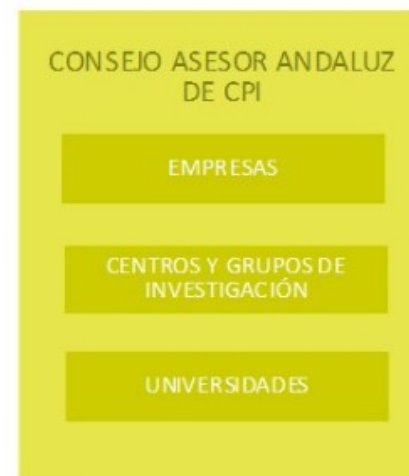 CONSEJO ASESOR ANDALUZ
DE CPI
EMPRESAS
CENTROS Y GRUPOS DE
INVESTIGACIÓN
UNIVERSIDADES